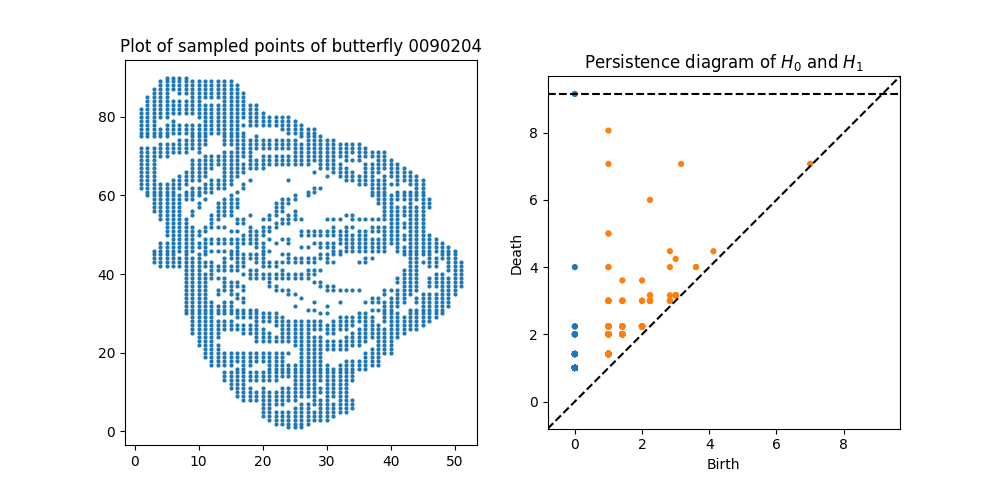 Plot of sampled points of butterfly 0090204
80
60
40
20
0
0 10 20 30 40 50
Persistence diagram of H₀ and H₁
Death
8
6
4
2
0
0 2 4 6 8
Birth